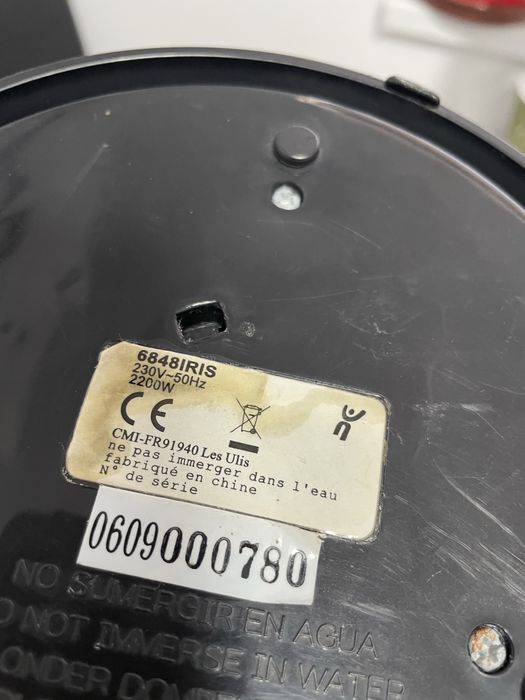 6848IRIS
230V~50Hz
2200W
CE
CMI-FR91940 Les Ulis
ne pas immerger dans l'eau
fabriqué en chine
N° de série
0609000780
NO SUMERGIR EN AGUA
DO NOT IMMERSE IN WATER